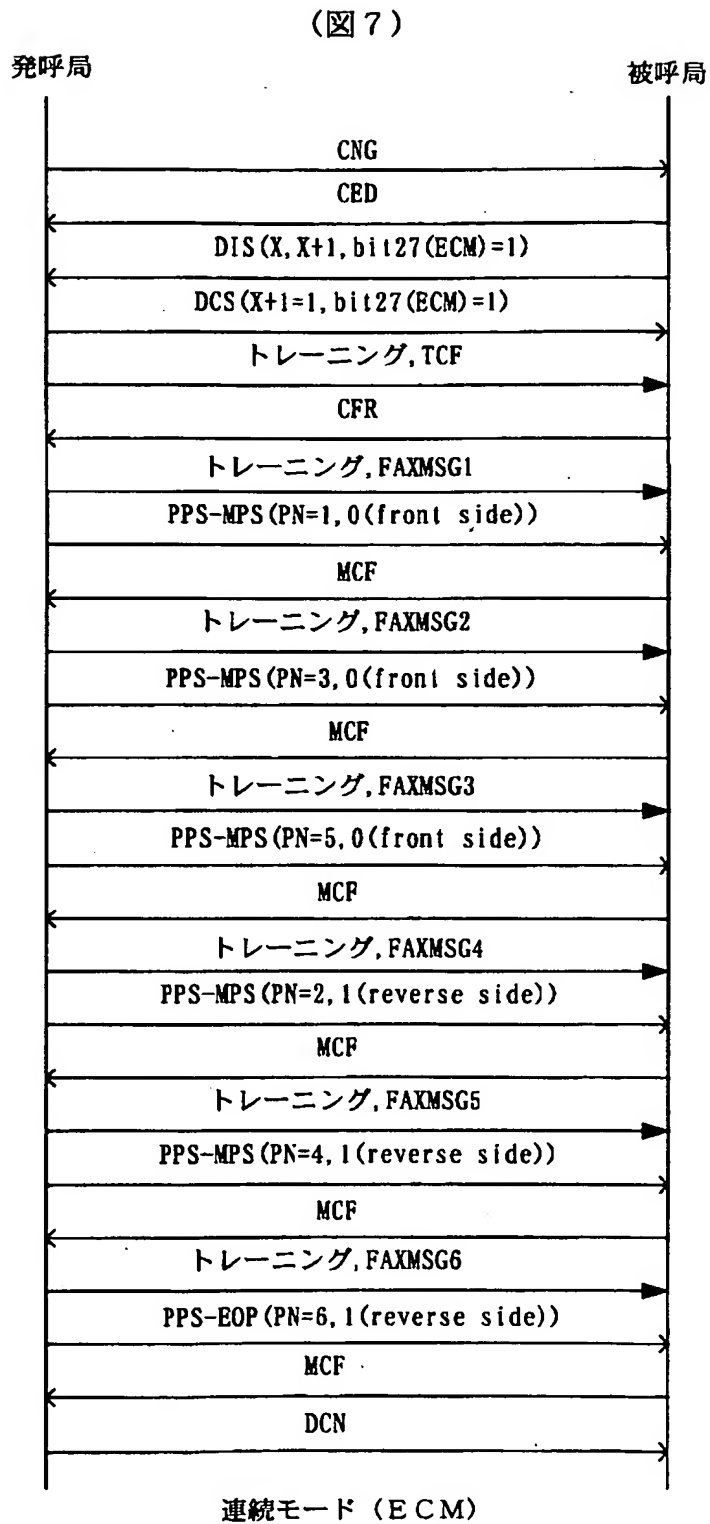 (図7)
発呼局
被呼局
CNG
CED
DIS(X,X+1,bit27(ECM)=1)
DCS(X+1=1,bit27(ECM)=1)
トレーニング,TCF
CFR
トレーニング,FAXMSG1
PPS-MPS(PN=1,0(front side))
MCF
トレーニング,FAXMSG2
PPS-MPS(PN=3,0(front side))
MCF
トレーニング,FAXMSG3
PPS-MPS(PN=5,0(front side))
MCF
トレーニング,FAXMSG4
PPS-MPS(PN=2,1(reverse side))
MCF
トレーニング,FAXMSG5
PPS-MPS(PN=4,1(reverse side))
MCF
トレーニング,FAXMSG6
PPS-EOP(PN=6,1(reverse side))
MCF
DCN
連続モード(ECM)